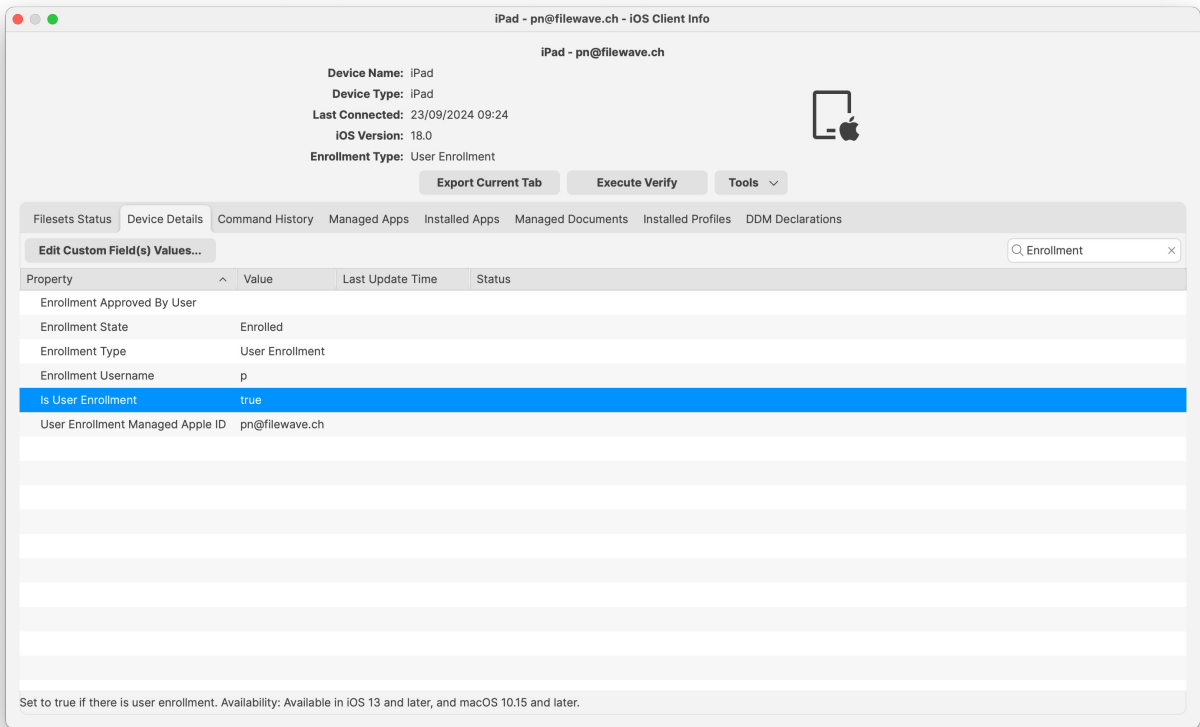 iPad - pn@filewave.ch - iOS Client Info
iPad - pn@filewave.ch
Device Name: iPad
Device Type: iPad
Last Connected: 23/09/2024 09:24
iOS Version: 18.0
Enrollment Type: User Enrollment
Export Current Tab Execute Verify Tools
Filesets Status Device Details Command History Managed Apps Installed Apps Managed Documents Installed Profiles DDM Declarations
Edit Custom Field(s) Values... Enrollment
Property Value Last Update Time Status
Enrollment Approved By User
Enrollment State Enrolled
Enrollment Type User Enrollment
Enrollment Username p
Is User Enrollment true
User Enrollment Managed Apple ID pn@filewave.ch
Set to true if there is user enrollment. Availability: Available in iOS 13 and later, and macOS 10.15 and later.